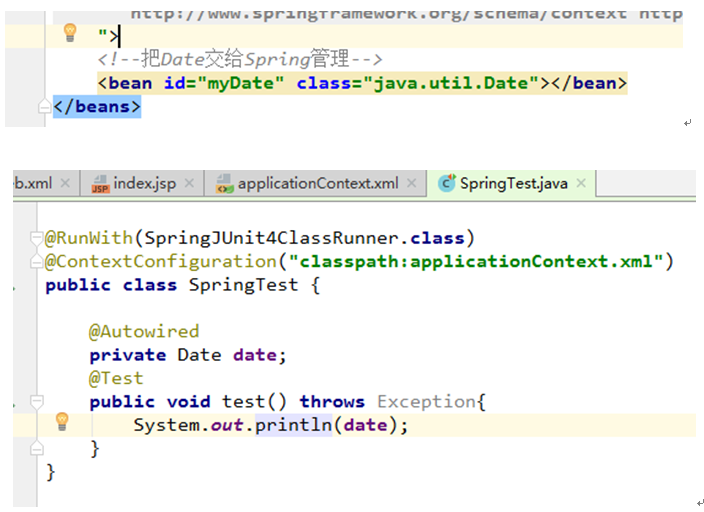 http://www.springframework.org/schema/context http
">
<!--把Date交给Spring管理-->
<bean id="myDate" class="java.util.Date"></bean>
</beans>
eb.xml × index.jsp × applicationContext.xml × SpringTest.java ×
@RunWith(SpringJUnit4ClassRunner.class)
@ContextConfiguration("classpath:applicationContext.xml")
public class SpringTest {
@Autowired
private Date date;
@Test
public void test() throws Exception{
System.out.println(date);
}
}